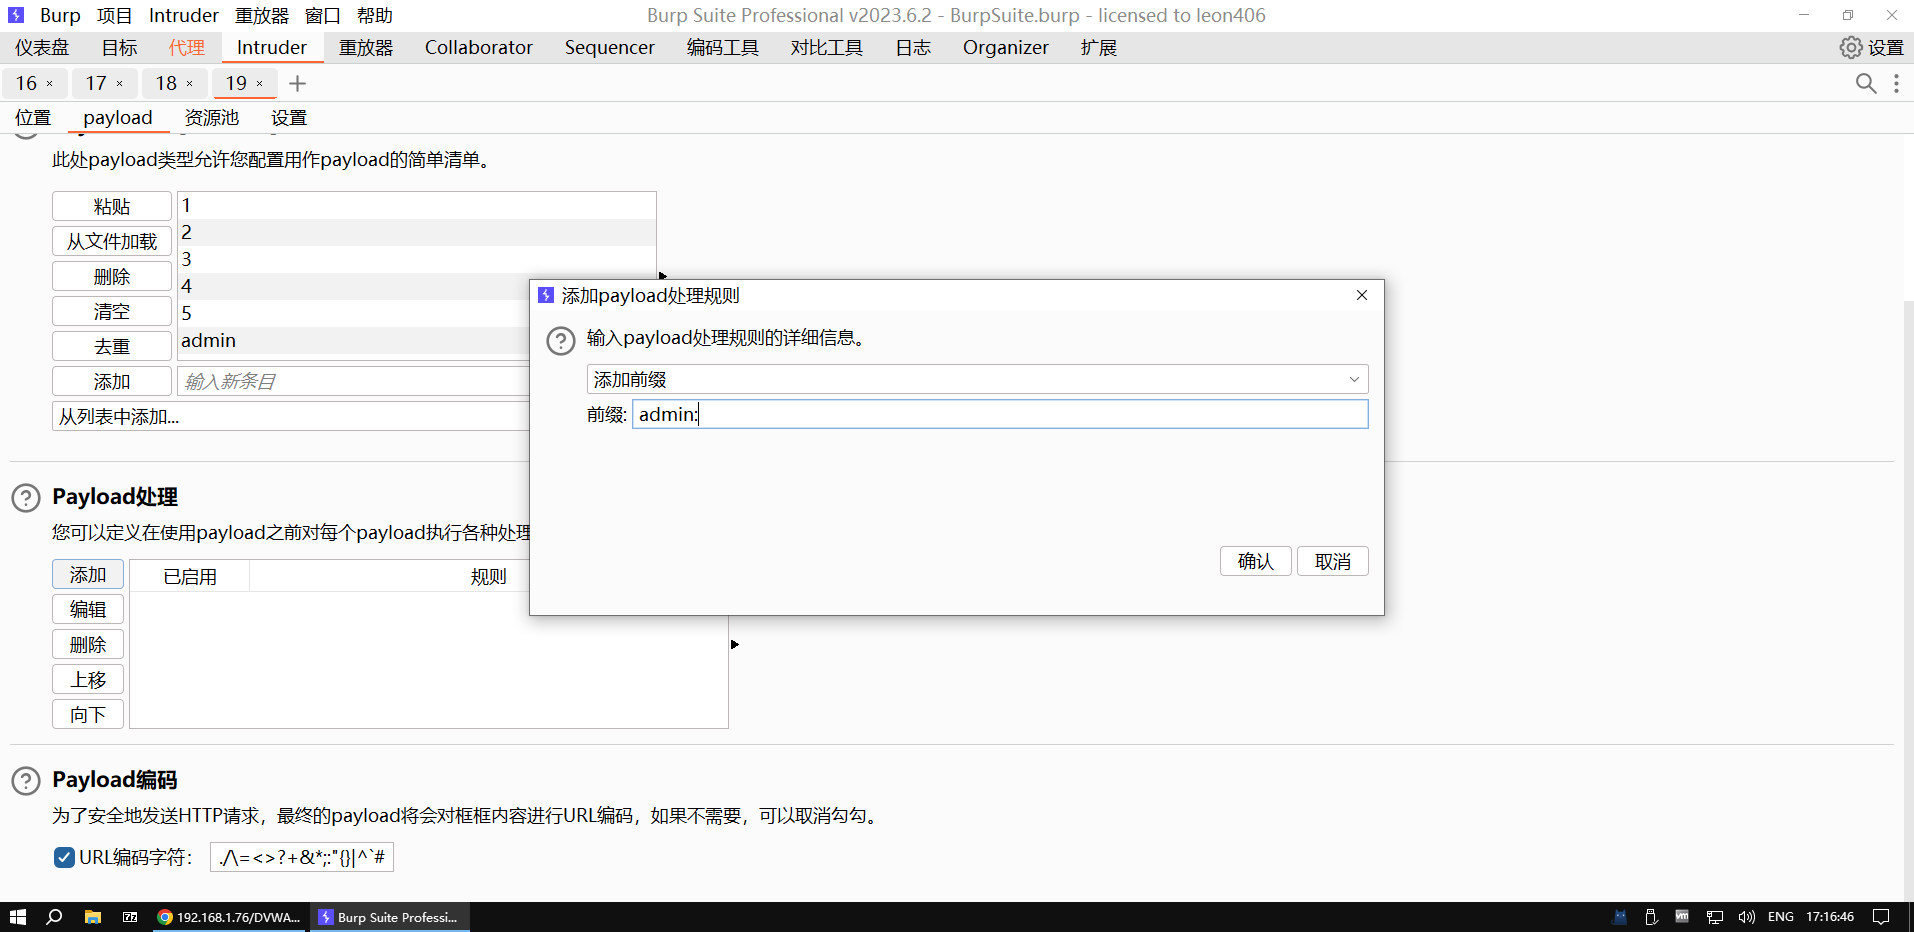 Burp 项目 Intruder 重放器 窗口 帮助 Burp Suite Professional v2023.6.2 - BurpSuite.burp - licensed to leon406
仪表盘 目标 代理 Intruder 重放器 Collaborator Sequencer 编码工具 对比工具 日志 Organizer 扩展 设置
16 × 17 × 18 × 19 × +
位置 payload 资源池 设置
此处payload类型允许您配置用作payload的简单清单。
粘贴 1
2
从文件加载
3
删除 4
清空 5
去重 admin
添加 输入新条目
从列表中添加...
添加payload处理规则
输入payload处理规则的详细信息。
添加前缀
前缀: admin:
确认 取消
Payload处理
您可以定义在使用payload之前对每个payload执行各种处理
添加 已启用 规则
编辑
删除
上移
向下
Payload编码
为了安全地发送HTTP请求，最终的payload将会对框框内容进行URL编码，如果不需要，可以取消勾勾。
URL编码字符： ./\=<>?+&*;:"{}|^`#
192.168.1.76/DVWA... Burp Suite Professi... ENG 17:16:46